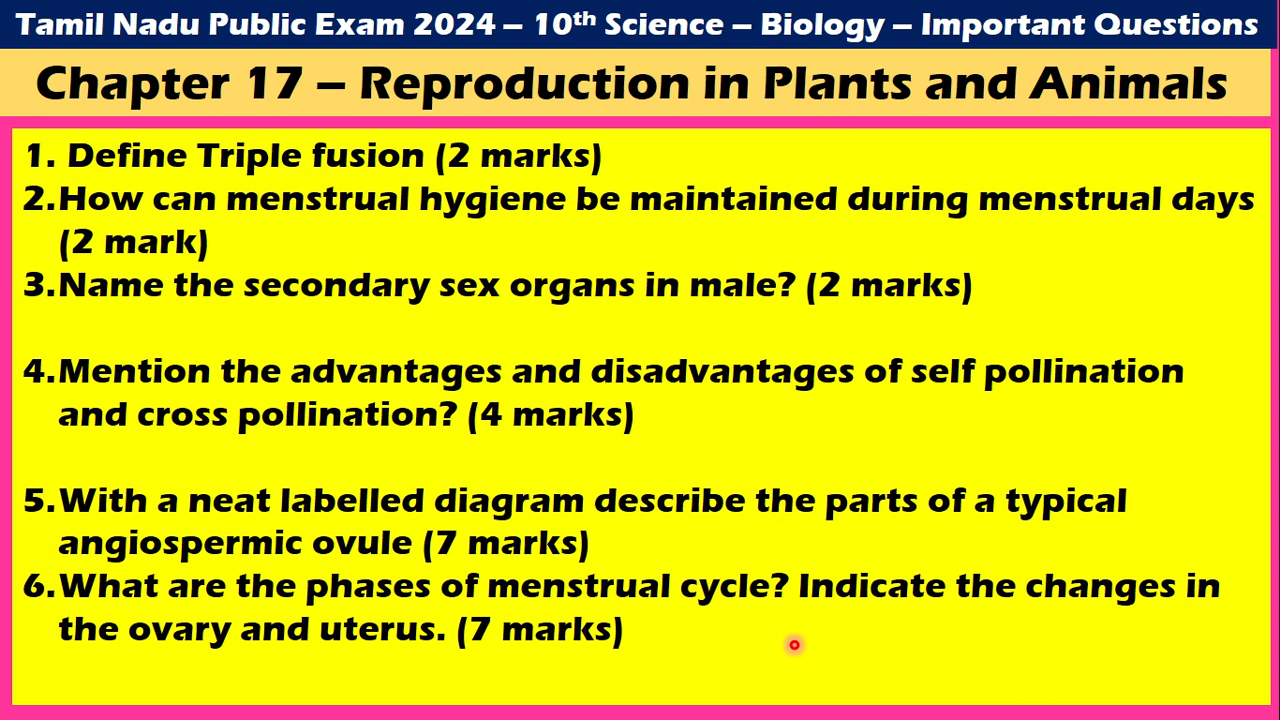 Tamil Nadu Public Exam 2024 – 10th Science – Biology – Important Questions
Chapter 17 – Reproduction in Plants and Animals
1. Define Triple fusion (2 marks)
2.How can menstrual hygiene be maintained during menstrual days
(2 mark)
3.Name the secondary sex organs in male? (2 marks)
4.Mention the advantages and disadvantages of self pollination
and cross pollination? (4 marks)
5.With a neat labelled diagram describe the parts of a typical
angiospermic ovule (7 marks)
6.What are the phases of menstrual cycle? Indicate the changes in
the ovary and uterus. (7 marks)